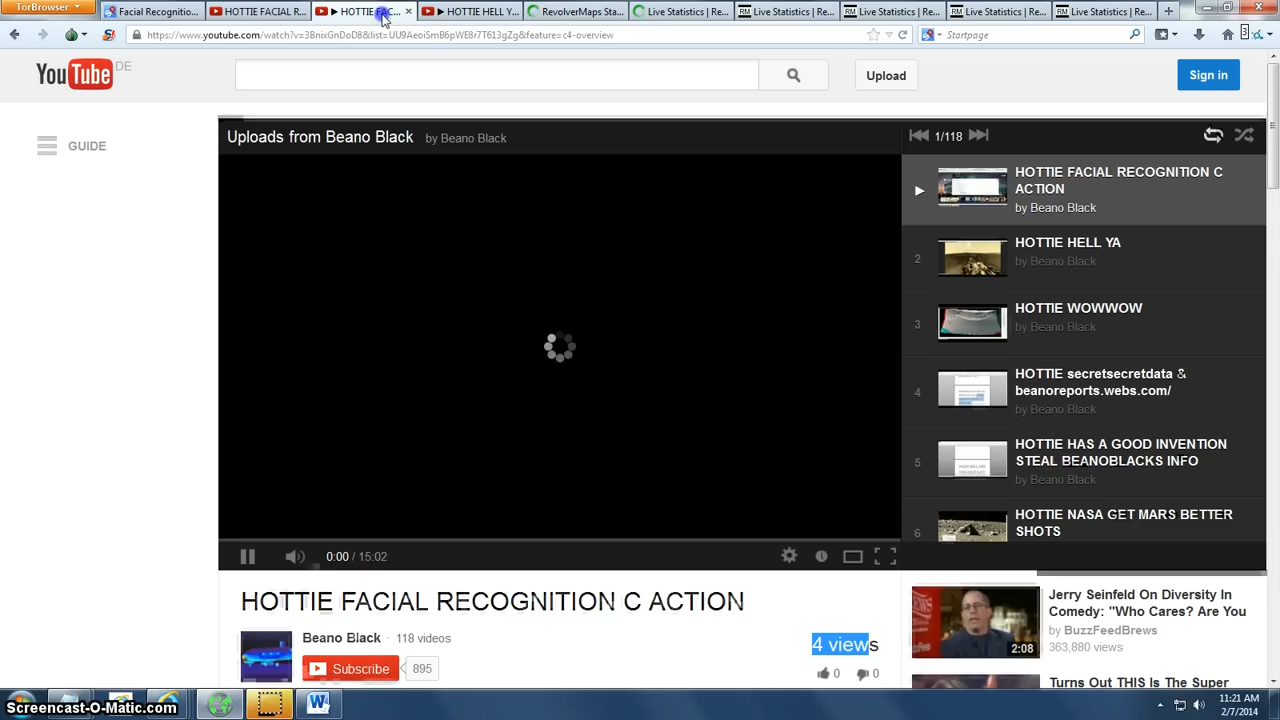 TorBrowser
Facial Recognitio...
HOTTIE FACIAL R...
▶ HOTTIE FAC...
▶ HOTTIE HELL Y...
RevolverMaps Sta...
Live Statistics | Re...
Live Statistics | Re...
Live Statistics | Re...
Live Statistics | Re...
Live Statistics | Re...
https://www.youtube.com/watch?v=3BnixGnDoD8&list=UU9AeoiSmB6pWE8r7T613gZg&feature=c4-overview
Startpage
3
YouTube DE
Upload
Sign in
GUIDE
Uploads from Beano Black by Beano Black
1/118
HOTTIE FACIAL RECOGNITION C
ACTION
by Beano Black
2
HOTTIE HELL YA
by Beano Black
3
HOTTIE WOWWOW
by Beano Black
4
HOTTIE secretsecretdata &
beanoreports.webs.com/
by Beano Black
5
HOTTIE HAS A GOOD INVENTION
STEAL BEANOBLACKS INFO
by Beano Black
6
HOTTIE NASA GET MARS BETTER
SHOTS
0:00 / 15:02
HOTTIE FACIAL RECOGNITION C ACTION
Beano Black · 118 videos
Subscribe 895
4 views
0 0
Jerry Seinfeld On Diversity In
Comedy: "Who Cares? Are You
by BuzzFeedBrews
363,880 views
2:08
Turns Out THIS Is The Super
Screencast-O-Matic.com
11:21 AM
2/7/2014